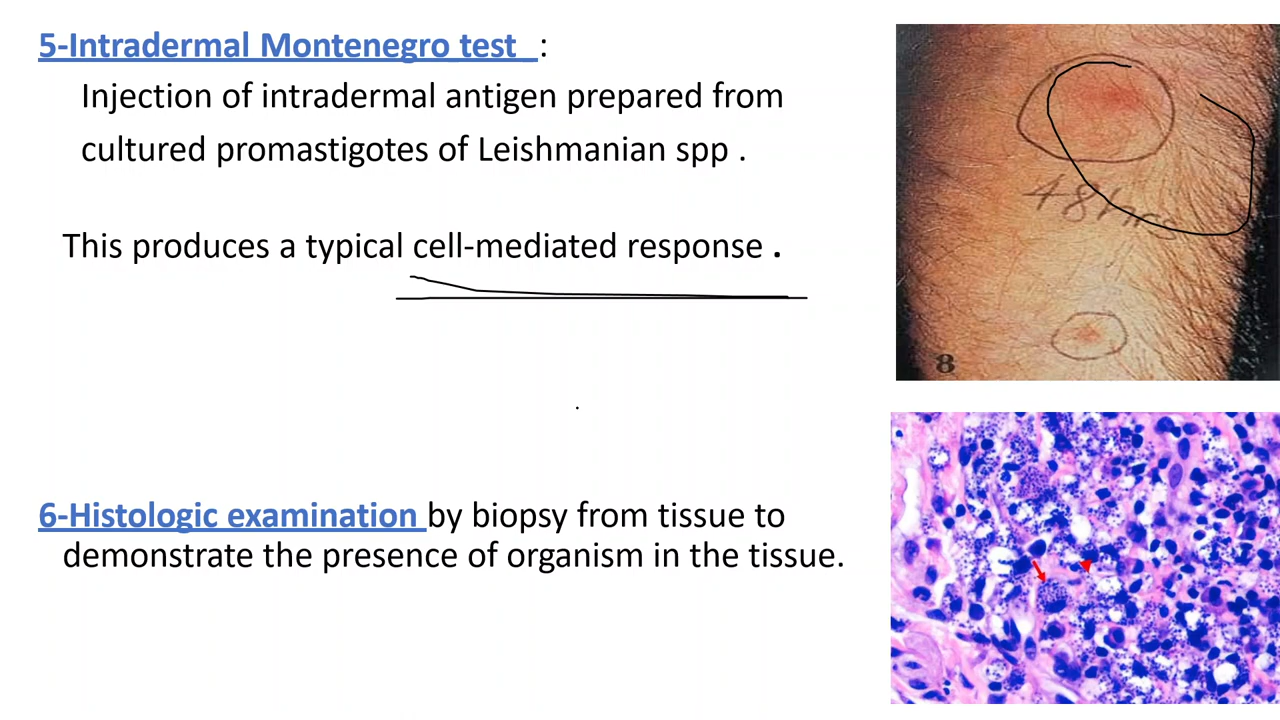 5-Intradermal Montenegro test :
Injection of intradermal antigen prepared from
cultured promastigotes of Leishmanian spp .
This produces a typical cell-mediated response .
6-Histologic examination by biopsy from tissue to
demonstrate the presence of organism in the tissue.
48hrs
8